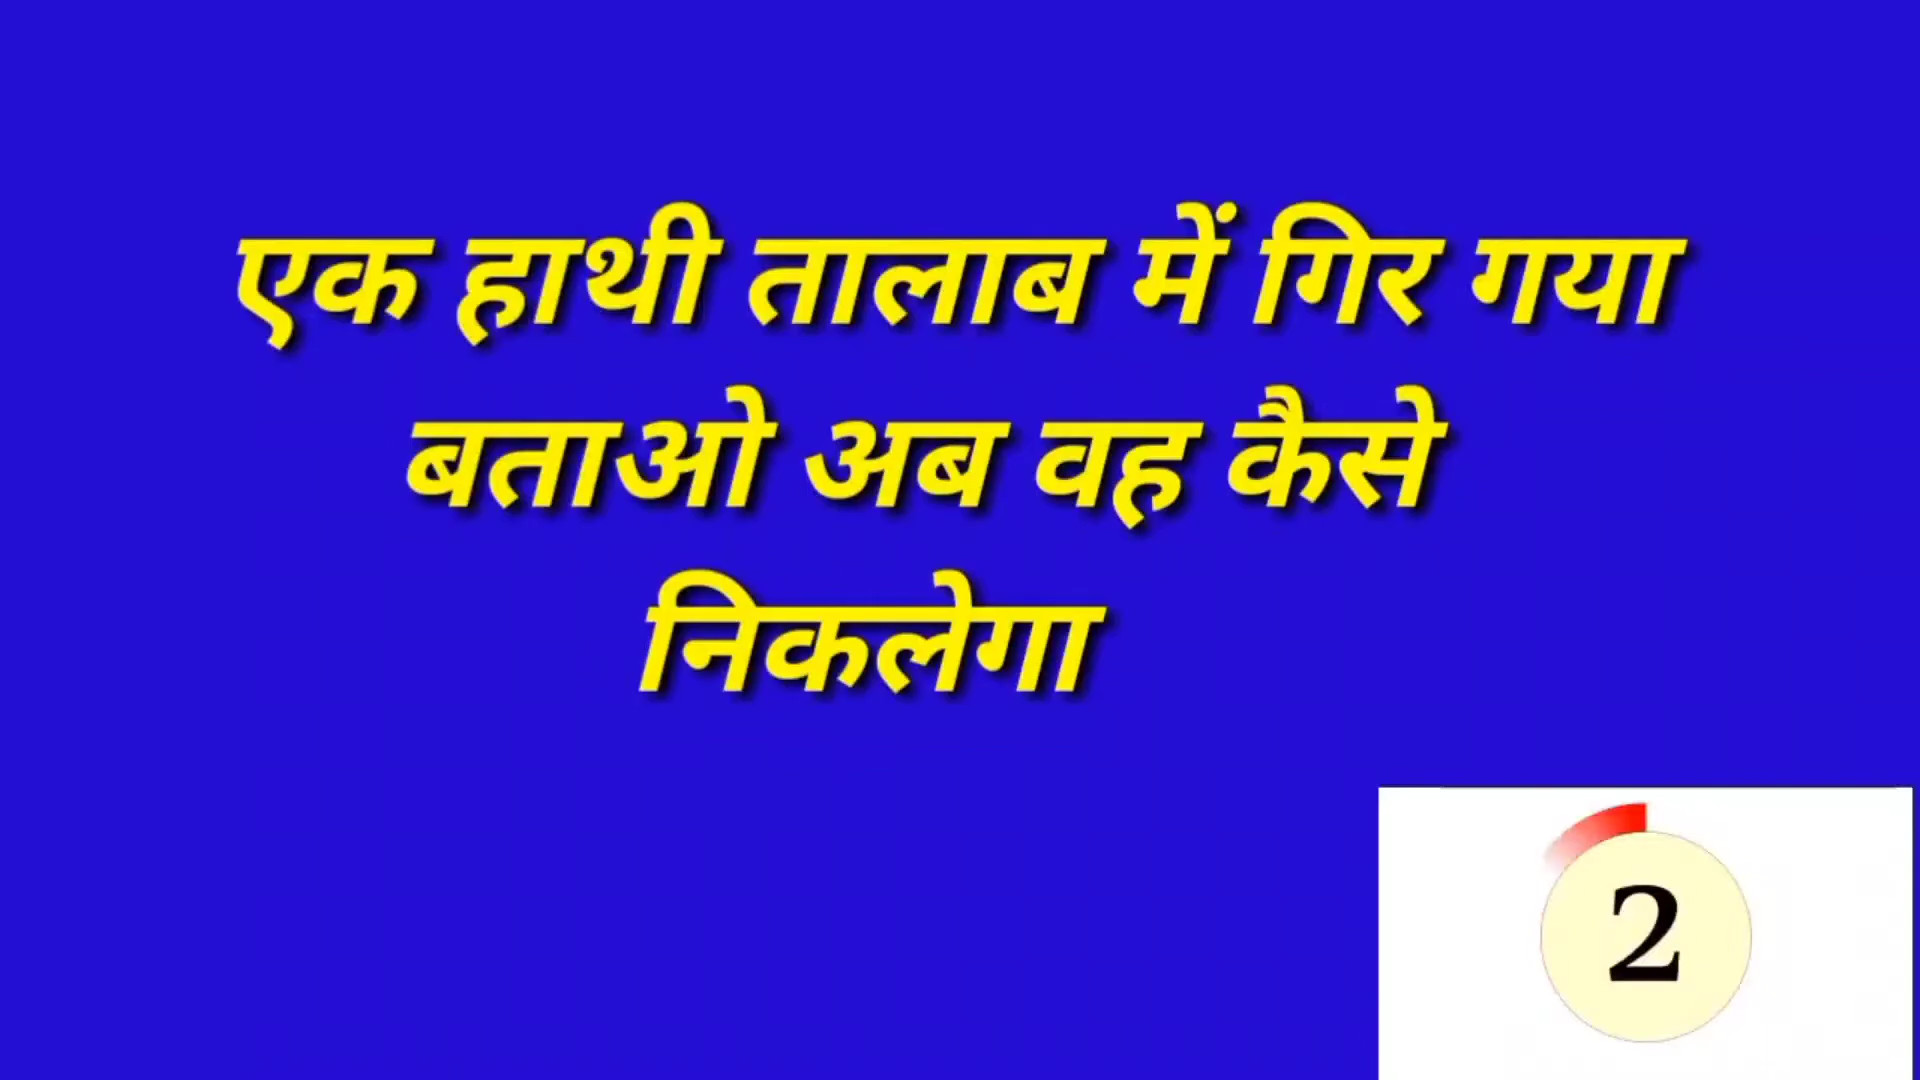 एक हाथी तालाब में गिर गया
बताओ अब वह कैसे
निकलेगा
2